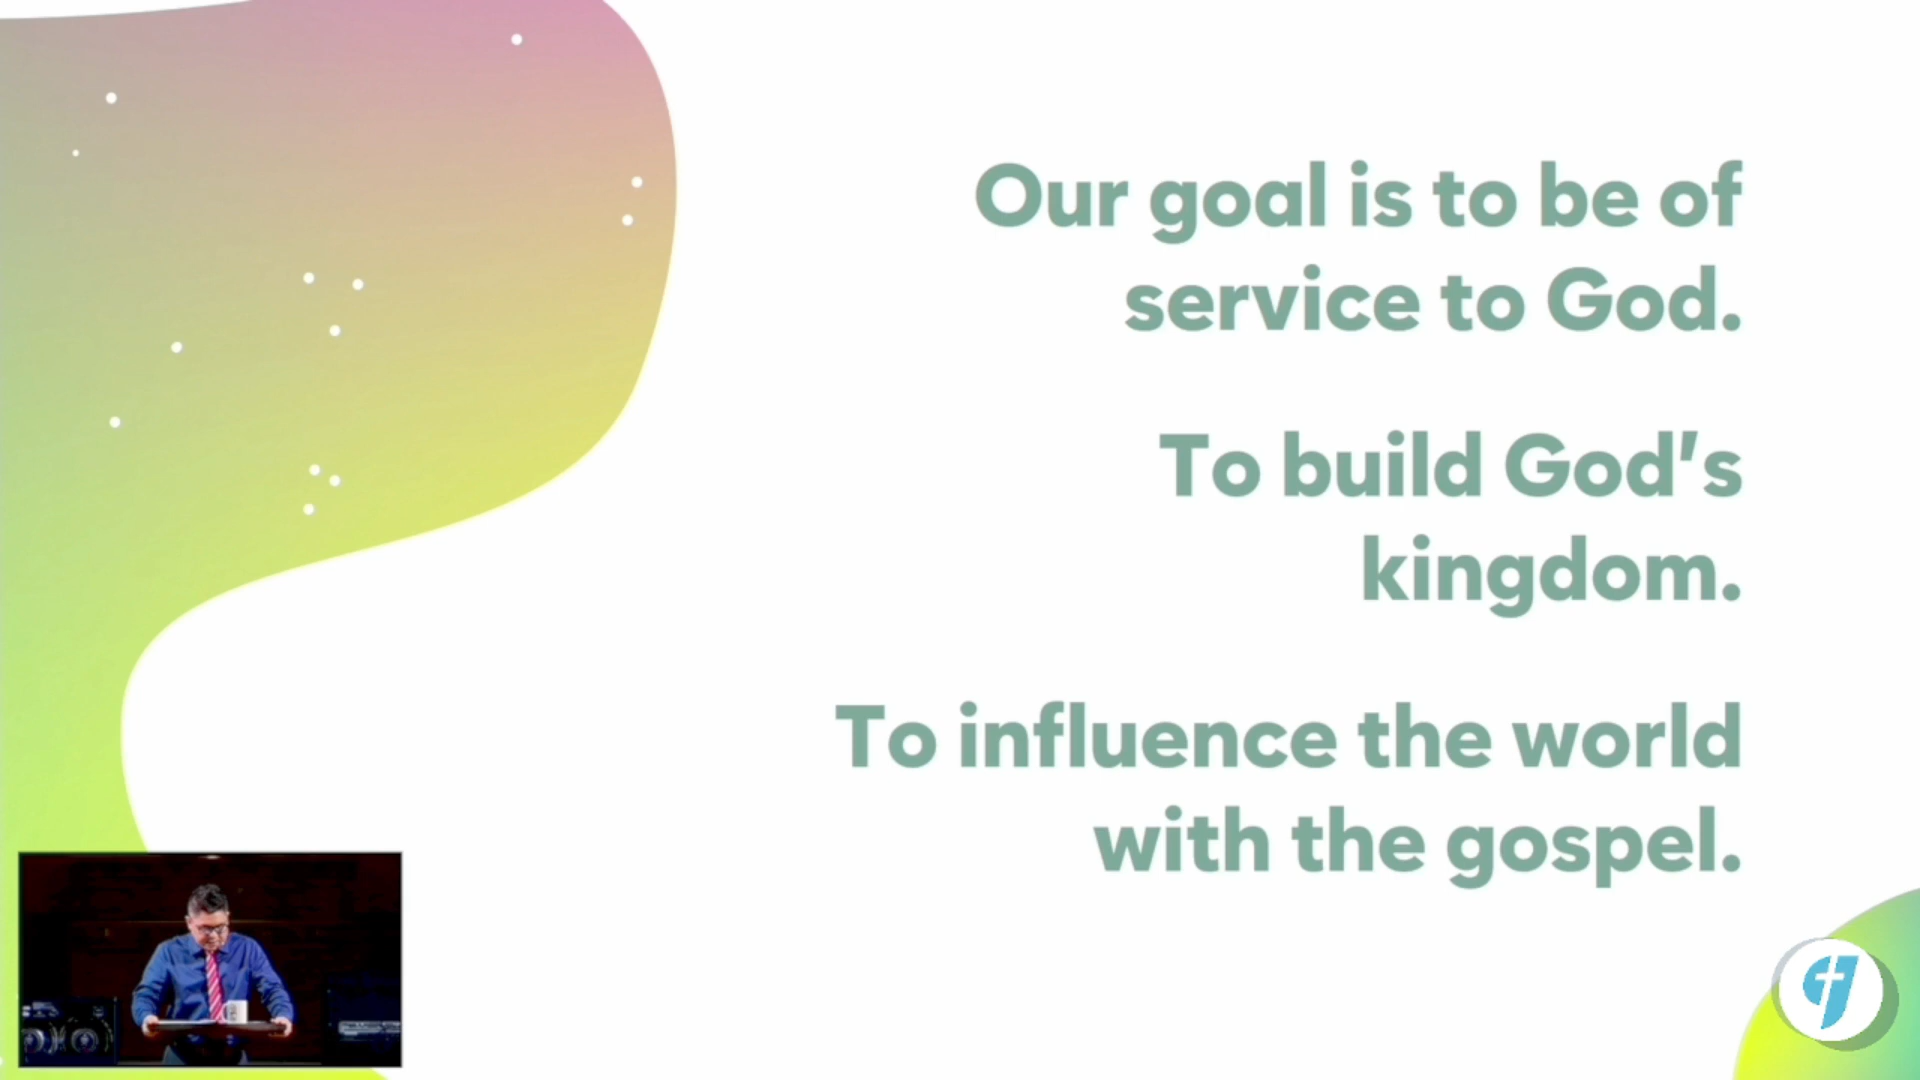 Our goal is to be of
service to God.
To build God's
kingdom.
To influence the world
with the gospel.